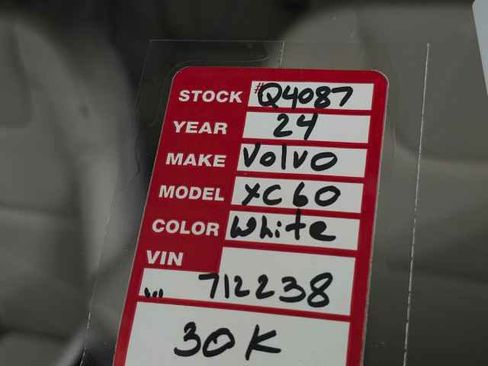 STOCK #Q4087
YEAR 24
MAKE Volvo
MODEL XC60
COLOR White
VIN
... 712238
30K